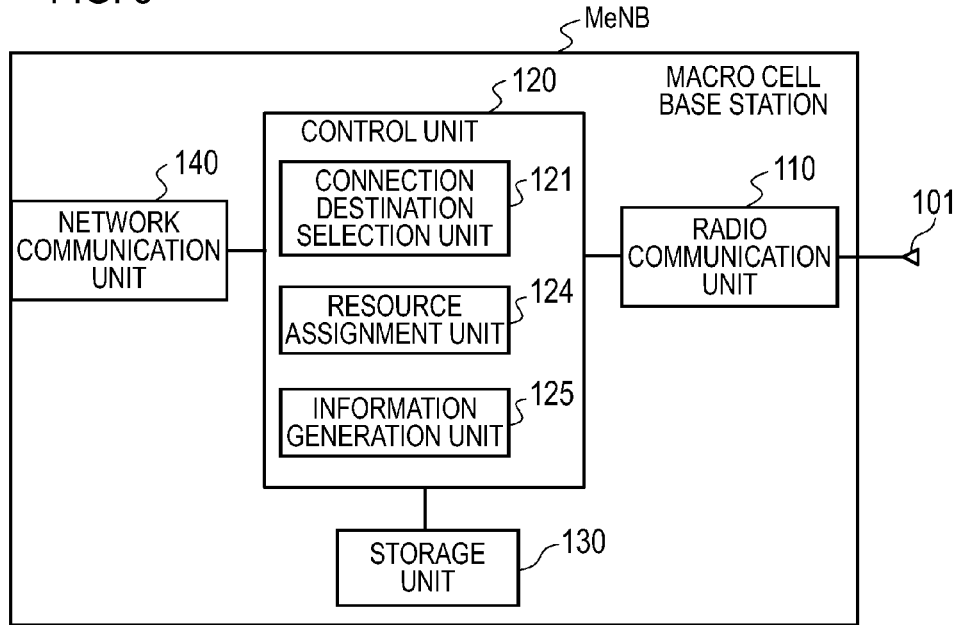 MeNB
MACRO CELL
BASE STATION
120
CONTROL UNIT
140
NETWORK
COMMUNICATION
UNIT
CONNECTION
DESTINATION
SELECTION UNIT
121
110
RADIO
COMMUNICATION
UNIT
101
RESOURCE
ASSIGNMENT UNIT
124
INFORMATION
GENERATION UNIT
125
STORAGE
UNIT
130